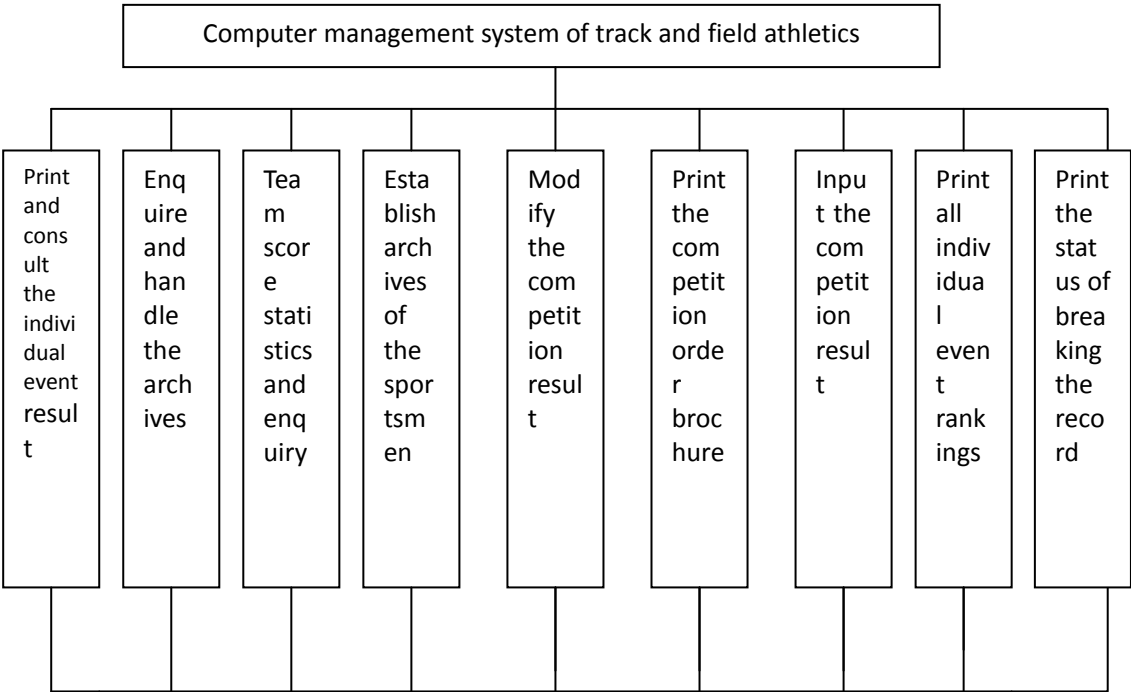 Computer management system of track and field athletics
Print
and
cons
ult
the
indivi
dual
event
resul
t
Enq
uire
and
han
dle
the
arch
ives
Tea
m
scor
e
stati
stics
and
enq
uiry
Esta
blish
arch
ives
of
the
spor
tsm
en
Mod
ify
the
com
petit
ion
resul
t
Print
the
com
petit
ion
orde
r
broc
hure
Inpu
t the
com
petit
ion
resul
t
Print
all
indiv
idua
l
even
t
rank
ings
Print
the
stat
us of
brea
king
the
reco
rd